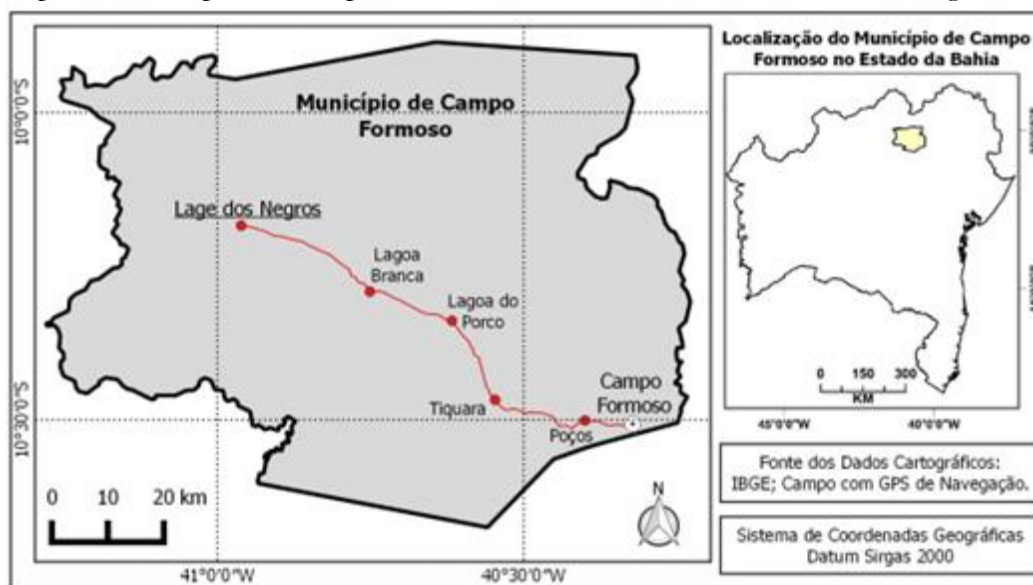 Município de Campo
Formoso
10°0'0"S
Lage dos Negros
Lagoa
Branca
Lagoa do
Porco
Campo
Formoso
Tiquara
Poços
10°30'0"S
0 10 20 km
N
41°0'0"W 40°30'0"W
Localização do Município de Campo
Formoso no Estado da Bahia
0 150 300
KM
45°0'0"W 40°0'0"W
Fonte dos Dados Cartográficos:
IBGE; Campo com GPS de Navegação.
Sistema de Coordenadas Geográficas
Datum Sirgas 2000